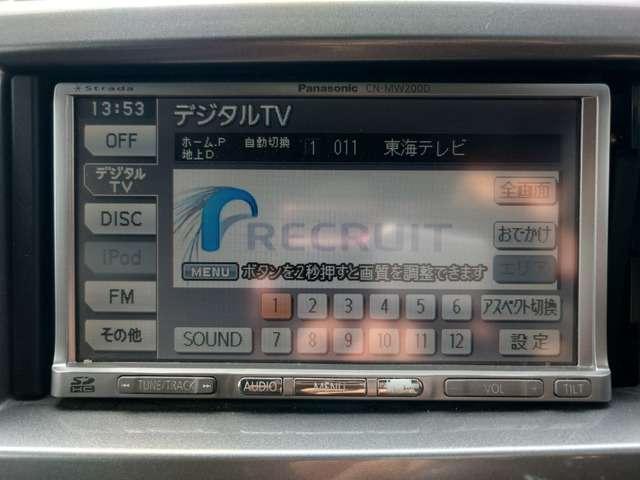 Strada Panasonic CN-MW200D
13:53 デジタルTV
OFF
ホーム.P 自動切換 1 011 東海テレビ
地上D
デジタル
TV
全画面
RECRUIT
DISC
おでかけ
iPod
エリア
MENU ボタンを2秒押すと画質を調整できます
FM
1 2 3 4 5 6 アスペクト切換
その他
SOUND 7 8 9 10 11 12 設定
SD HC TUNE/TRACK AUDIO MENU VOL TILT